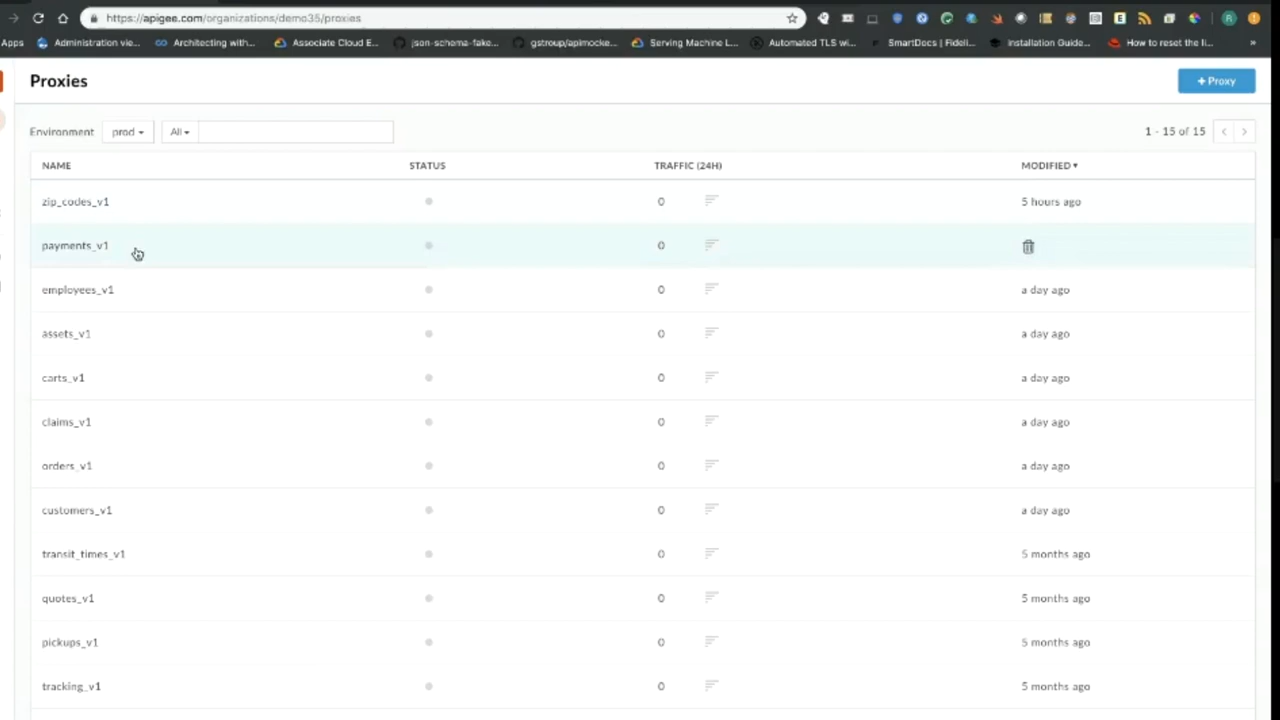 https://apigee.com/organizations/demo35/proxies
Apps Administration vie... Architecting with... Associate Cloud E... json-schema-fake... gstroup/apimocke... Serving Machine L... Automated TLS wi... SmartDocs | Fideli... Installation Guide... How to reset the li... »
Proxies
+ Proxy
Environment prod All 1 - 15 of 15
NAME STATUS TRAFFIC (24H) MODIFIED
zip_codes_v1 0 5 hours ago
payments_v1 0
employees_v1 0 a day ago
assets_v1 0 a day ago
carts_v1 0 a day ago
claims_v1 0 a day ago
orders_v1 0 a day ago
customers_v1 0 a day ago
transit_times_v1 0 5 months ago
quotes_v1 0 5 months ago
pickups_v1 0 5 months ago
tracking_v1 0 5 months ago